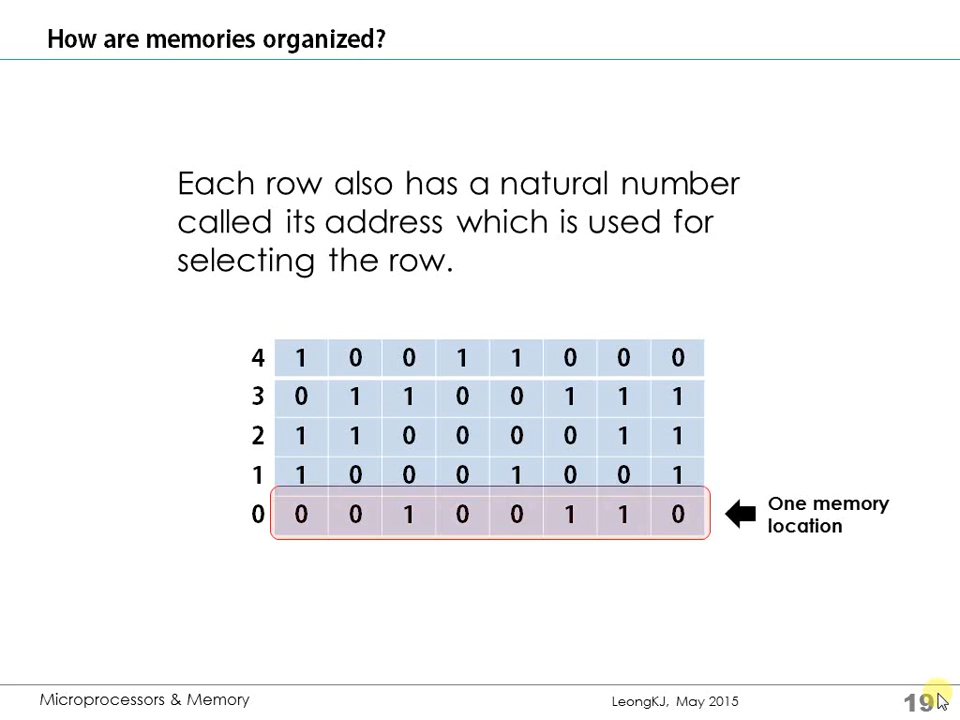 How are memories organized?
Each row also has a natural number
called its address which is used for
selecting the row.
4 1 0 0 1 1 0 0 0
3 0 1 1 0 0 1 1 1
2 1 1 0 0 0 0 1 1
1 1 0 0 0 1 0 0 1
0 0 0 1 0 0 1 1 0
One memory
location
Microprocessors & Memory
LeongKJ, May 2015
19